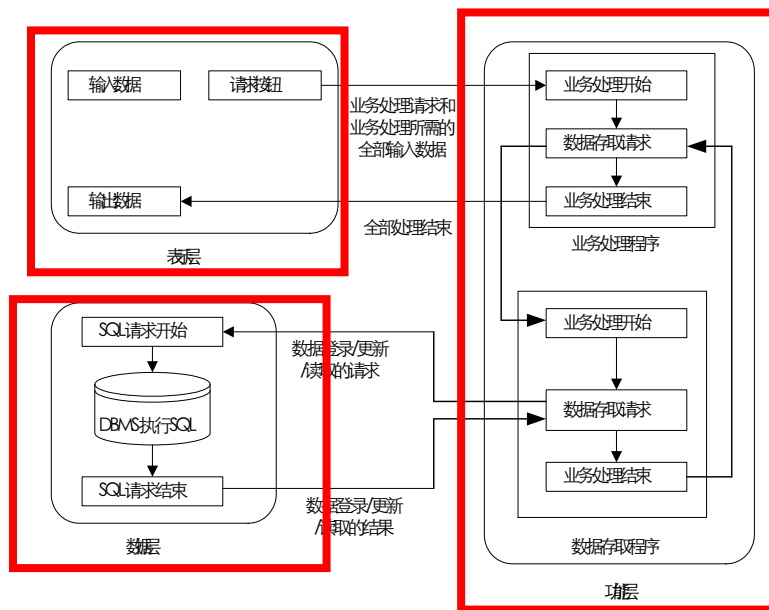 输入数据
请求按钮
业务处理请求和
业务处理所需的
全部输入数据
输出数据
全部处理结束
表示层
业务处理开始
数据存取请求
业务处理结束
业务处理程序
SQL请求开始
DBMS执行SQL
SQL请求结束
数据层
数据登录/更新
/读取的请求
数据登录/更新
/读取的结果
业务处理开始
数据存取请求
业务处理结束
数据存取程序
功能层